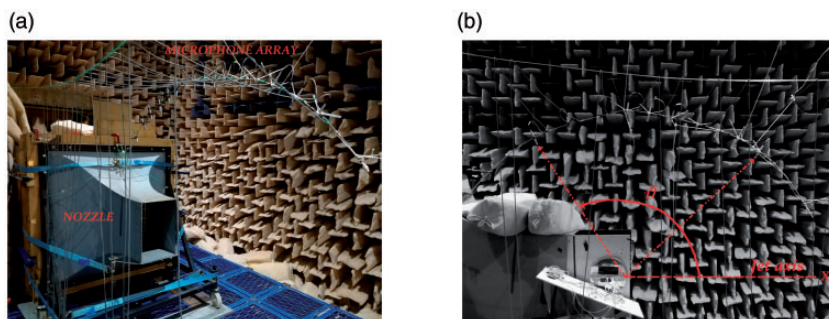 (a)
(b)
MICROPHONE ARRAY
NOZZLE
θ
Jet axis
X